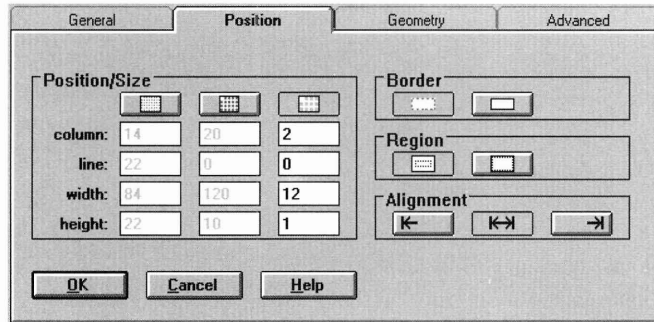 General Position Geometry Advanced
Position/Size
column: 14 20 2
line: 22 0 0
width: 84 120 12
height: 22 10 1
Border
Region
Alignment
OK Cancel Help